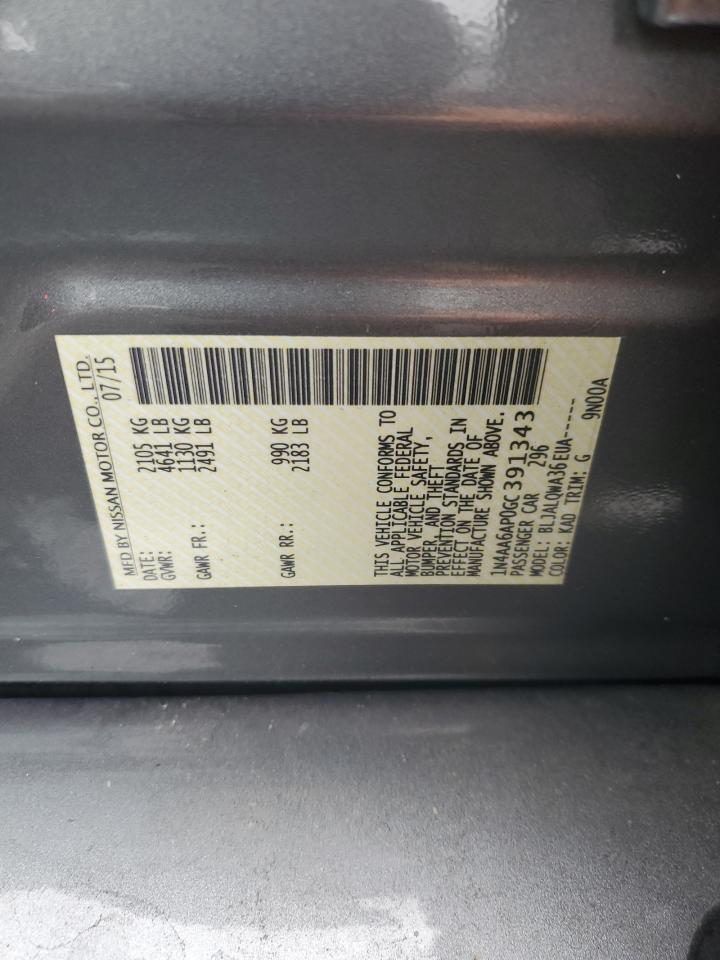 MFD BY NISSAN MOTOR CO., LTD.
DATE: 07/15
GVWR: 2105 KG
4641 LB
GAWR FR.: 1130 KG
2491 LB
GAWR RR.: 990 KG
2183 LB
THIS VEHICLE CONFORMS TO
ALL APPLICABLE FEDERAL
MOTOR VEHICLE SAFETY,
BUMPER, AND THEFT
PREVENTION STANDARDS IN
EFFECT ON THE DATE OF
MANUFACTURE SHOWN ABOVE.
1N4AA6AP0GC391343
PASSENGER CAR 296
MODEL: BLJALQWA36EUA-----
COLOR: KAD TRIM: G 9N00A